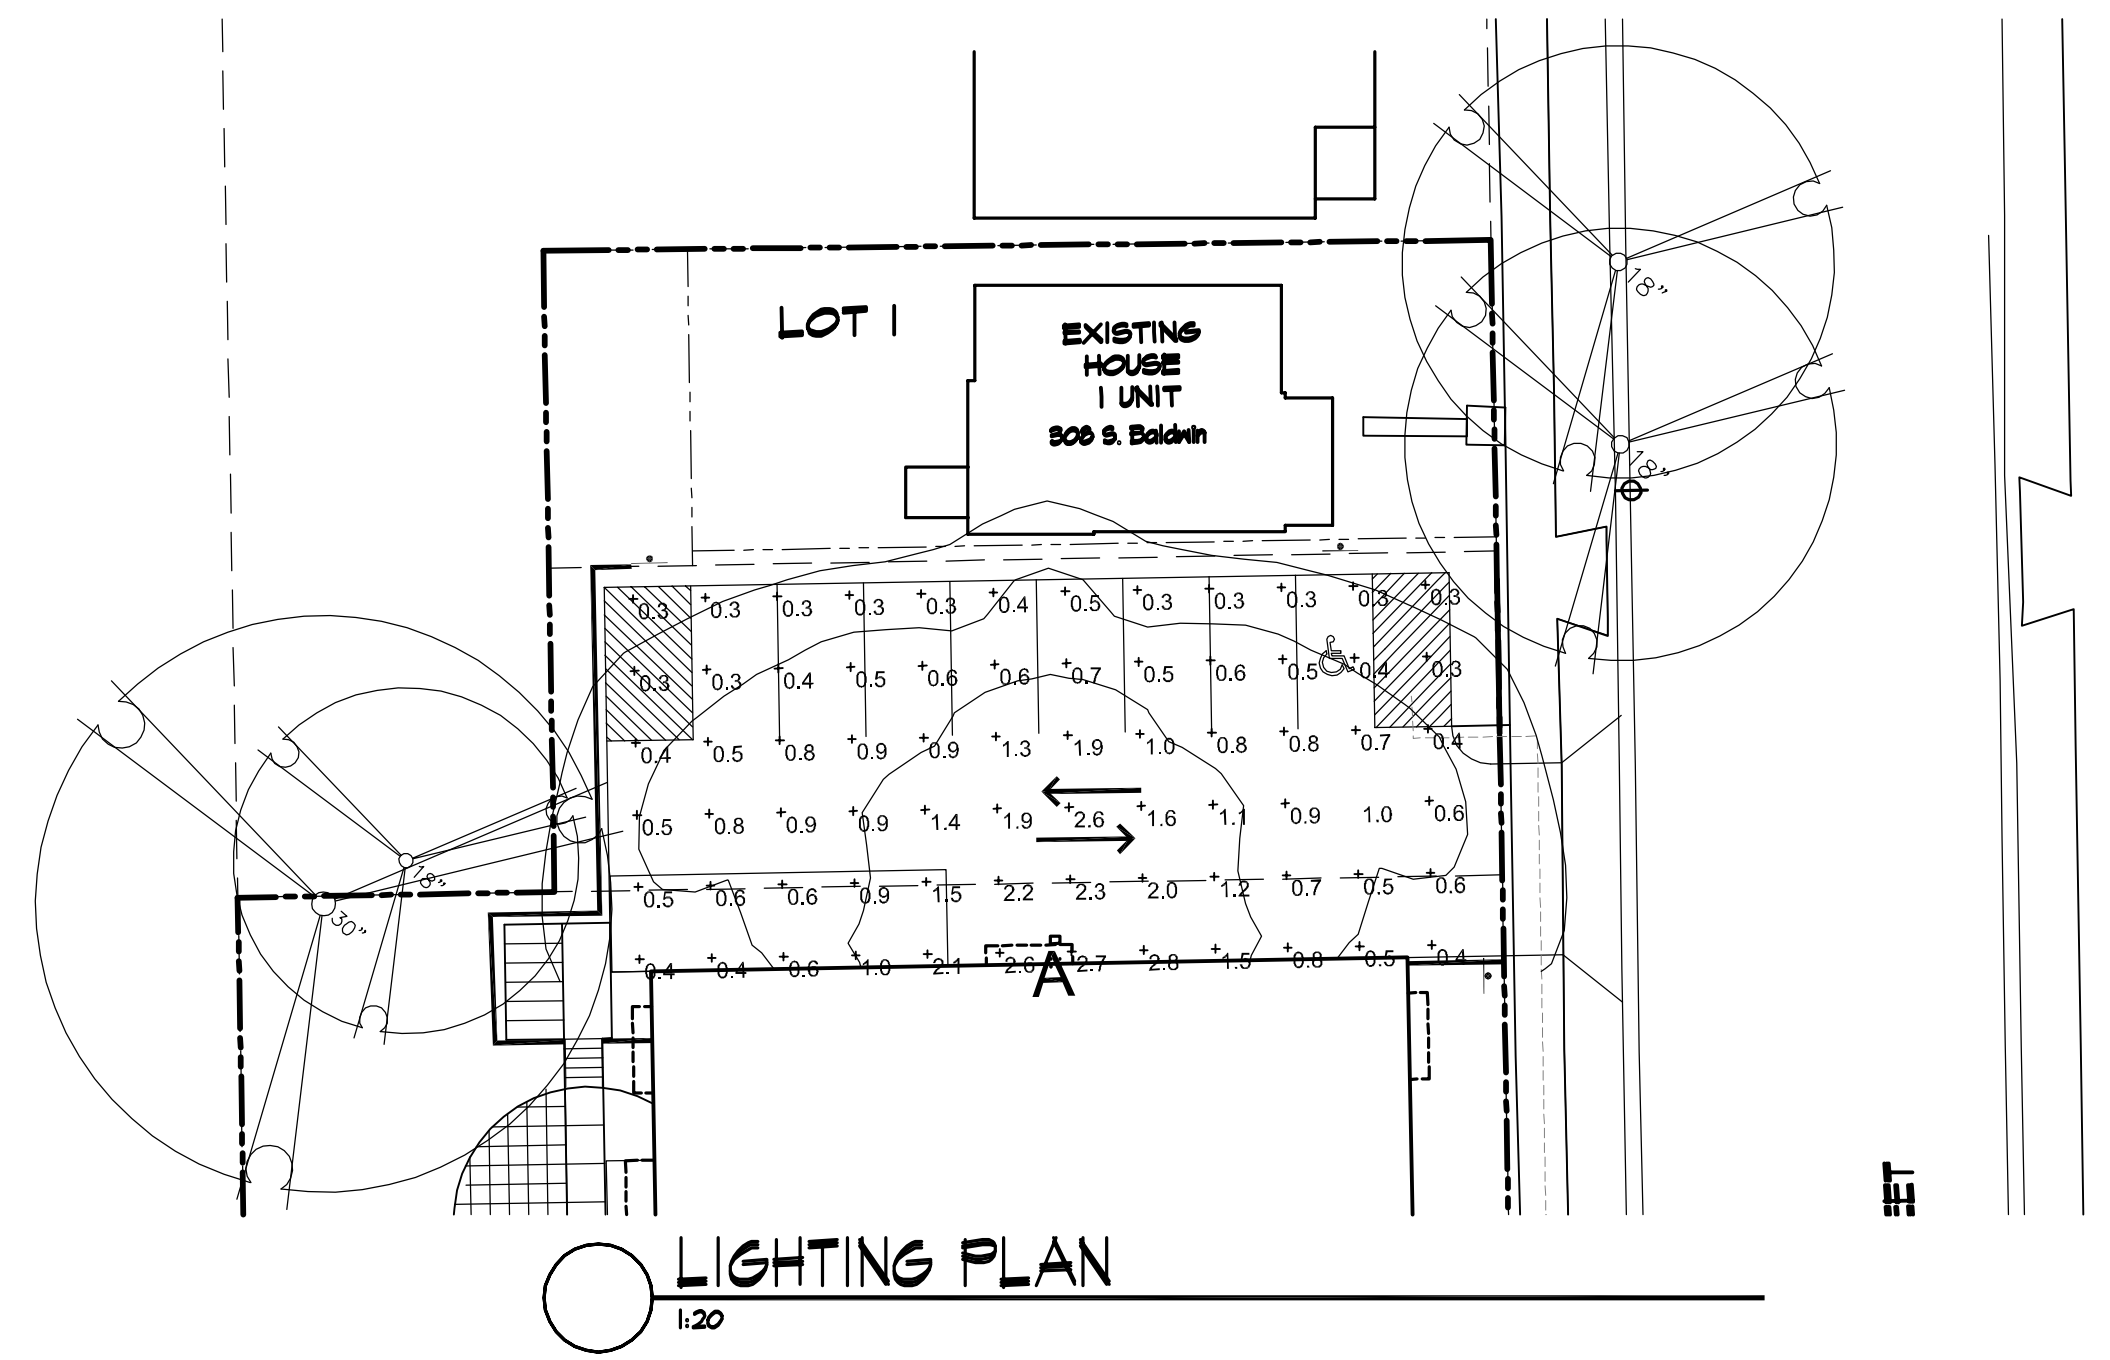 18"
LOT 1
EXISTING
HOUSE
1 UNIT
308 S. Baldwin
18"
+0.3 +0.3 +0.3 +0.3 +0.3 +0.4 +0.5 +0.3 +0.3 +0.3 +0.3 +0.3
+0.3 +0.3 +0.4 +0.5 +0.6 +0.6 +0.7 +0.5 +0.6 +0.5 +0.4 +0.3
+0.4 +0.5 +0.8 +0.9 +0.9 +1.3 +1.9 +1.0 +0.8 +0.8 +0.7 +0.4
+0.5 +0.8 +0.9 +0.9 +1.4 +1.9 +2.6 +1.6 +1.1 +0.9 1.0 +0.6
18"
+0.5 +0.6 +0.6 +0.9 +1.5 +2.2 +2.3 +2.0 +1.2 +0.7 +0.5 +0.6
30"
+0.4 +0.4 +0.6 +1.0 +2.1 +2.6 +2.7 +2.8 +1.5 +0.8 +0.5 +0.4
A
EET
LIGHTING PLAN
1:20